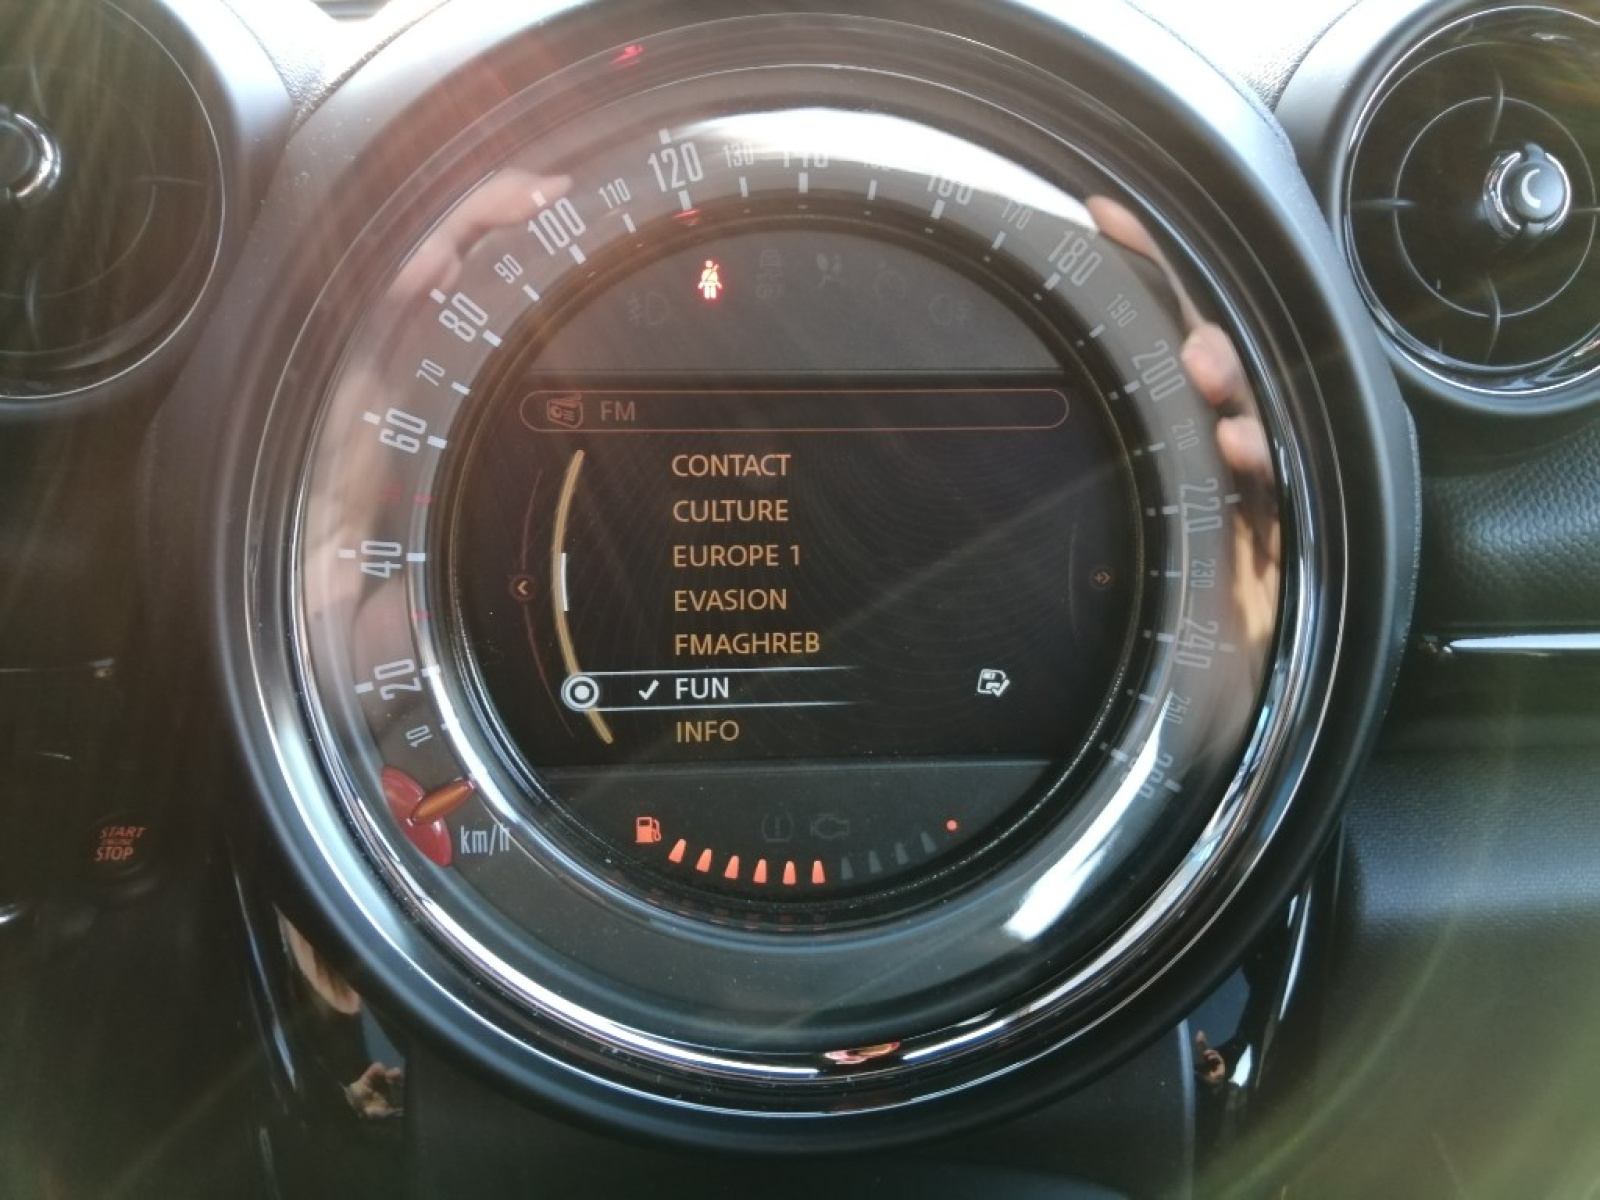 10
20
40
60
70
80
90
100
110
120
130
180
190
200
210
220
230
240
250
km/h
FM
CONTACT
CULTURE
EUROPE 1
EVASION
FMAGHREB
FUN
INFO
START
ENGINE
STOP